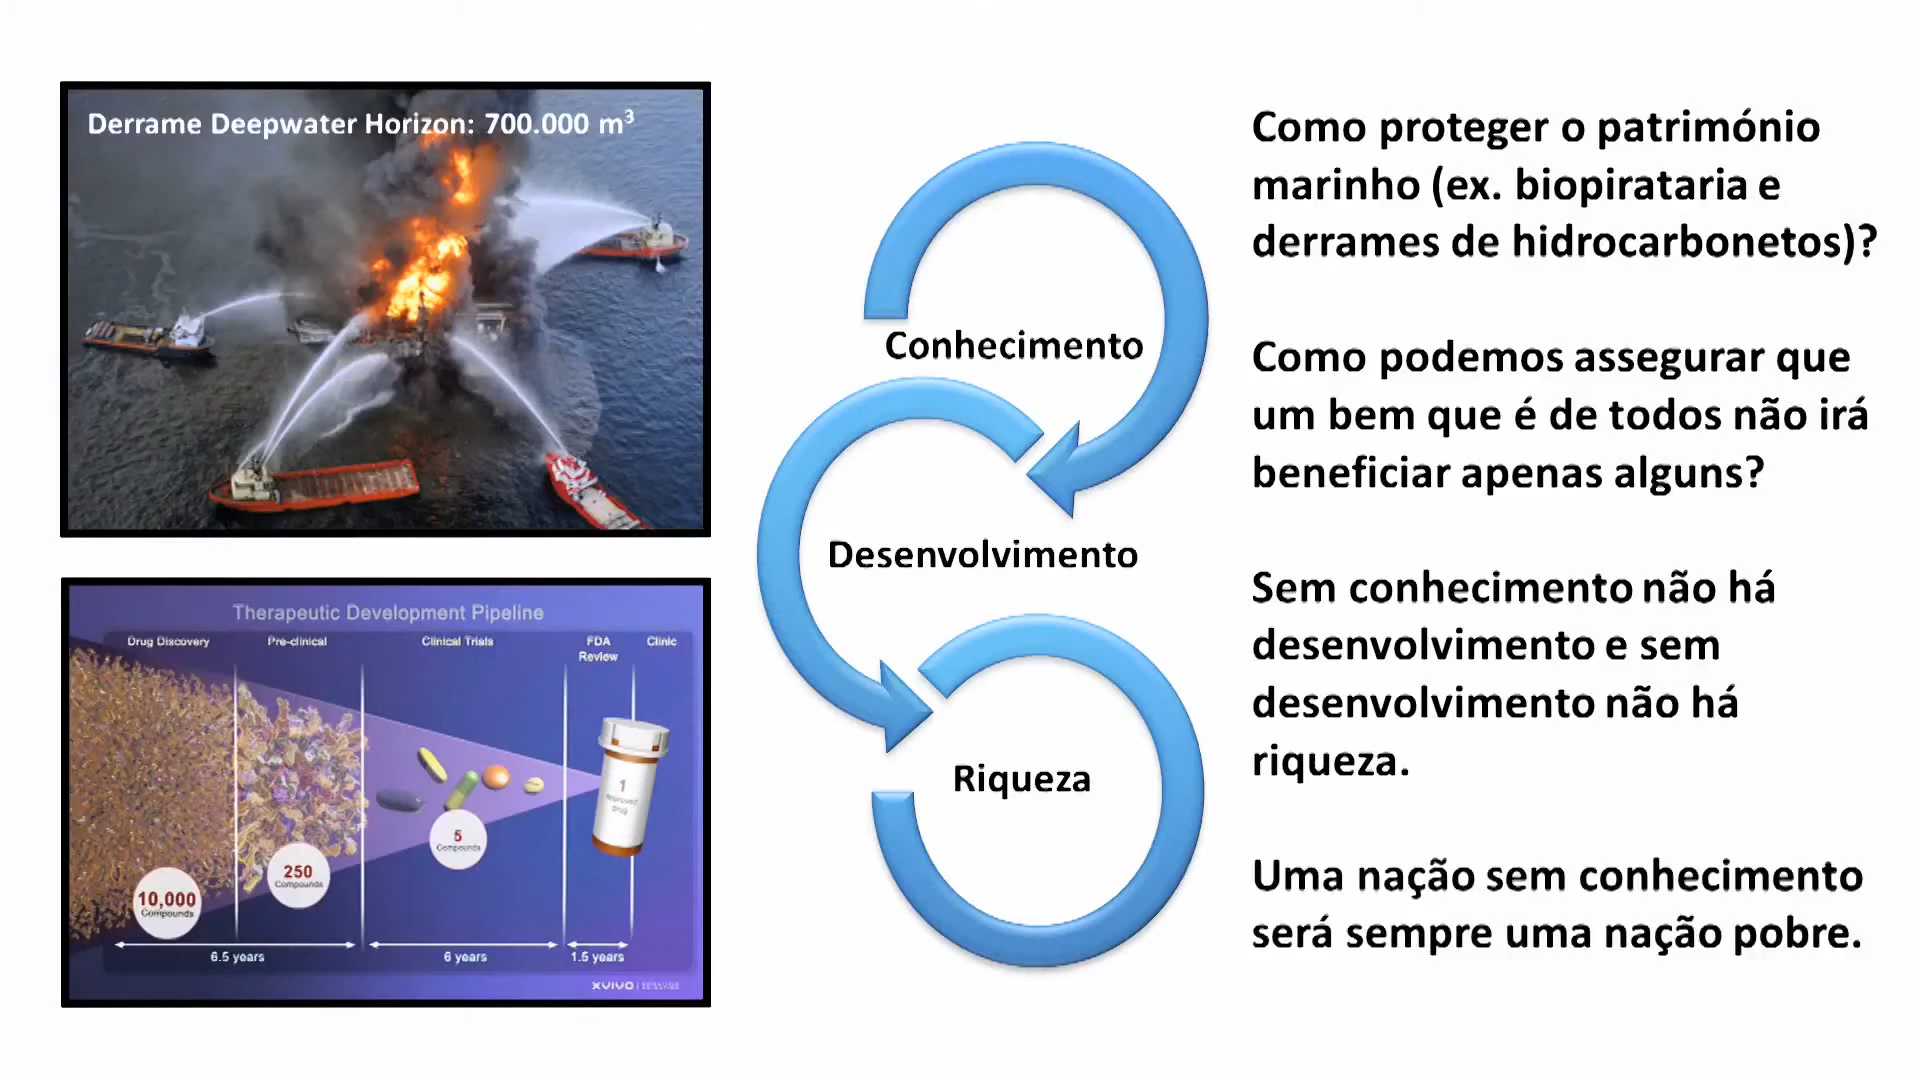 Derrame Deepwater Horizon: 700.000 m³
Therapeutic Development Pipeline
Drug Discovery
Pre-clinical
Clinical Trials
FDA
Review
Clinic
10,000
Compounds
250
Compounds
5
Compounds
1
approved
drug
6.5 years
6 years
1.5 years
XVIVO
Conhecimento
Desenvolvimento
Riqueza
Como proteger o património
marinho (ex. biopirataria e
derrames de hidrocarbonetos)?
Como podemos assegurar que
um bem que é de todos não irá
beneficiar apenas alguns?
Sem conhecimento não há
desenvolvimento e sem
desenvolvimento não há
riqueza.
Uma nação sem conhecimento
será sempre uma nação pobre.